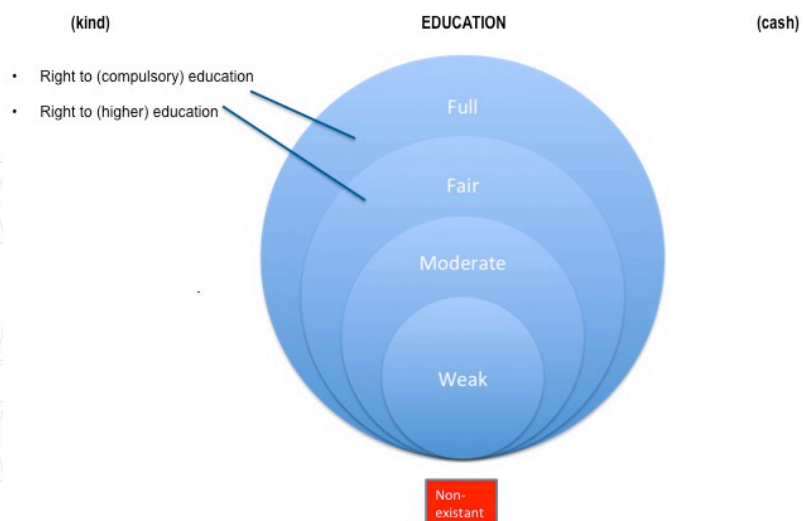 (kind) EDUCATION (cash)
• Right to (compulsory) education
• Right to (higher) education
Full
Fair
Moderate
Weak
Non-
existant